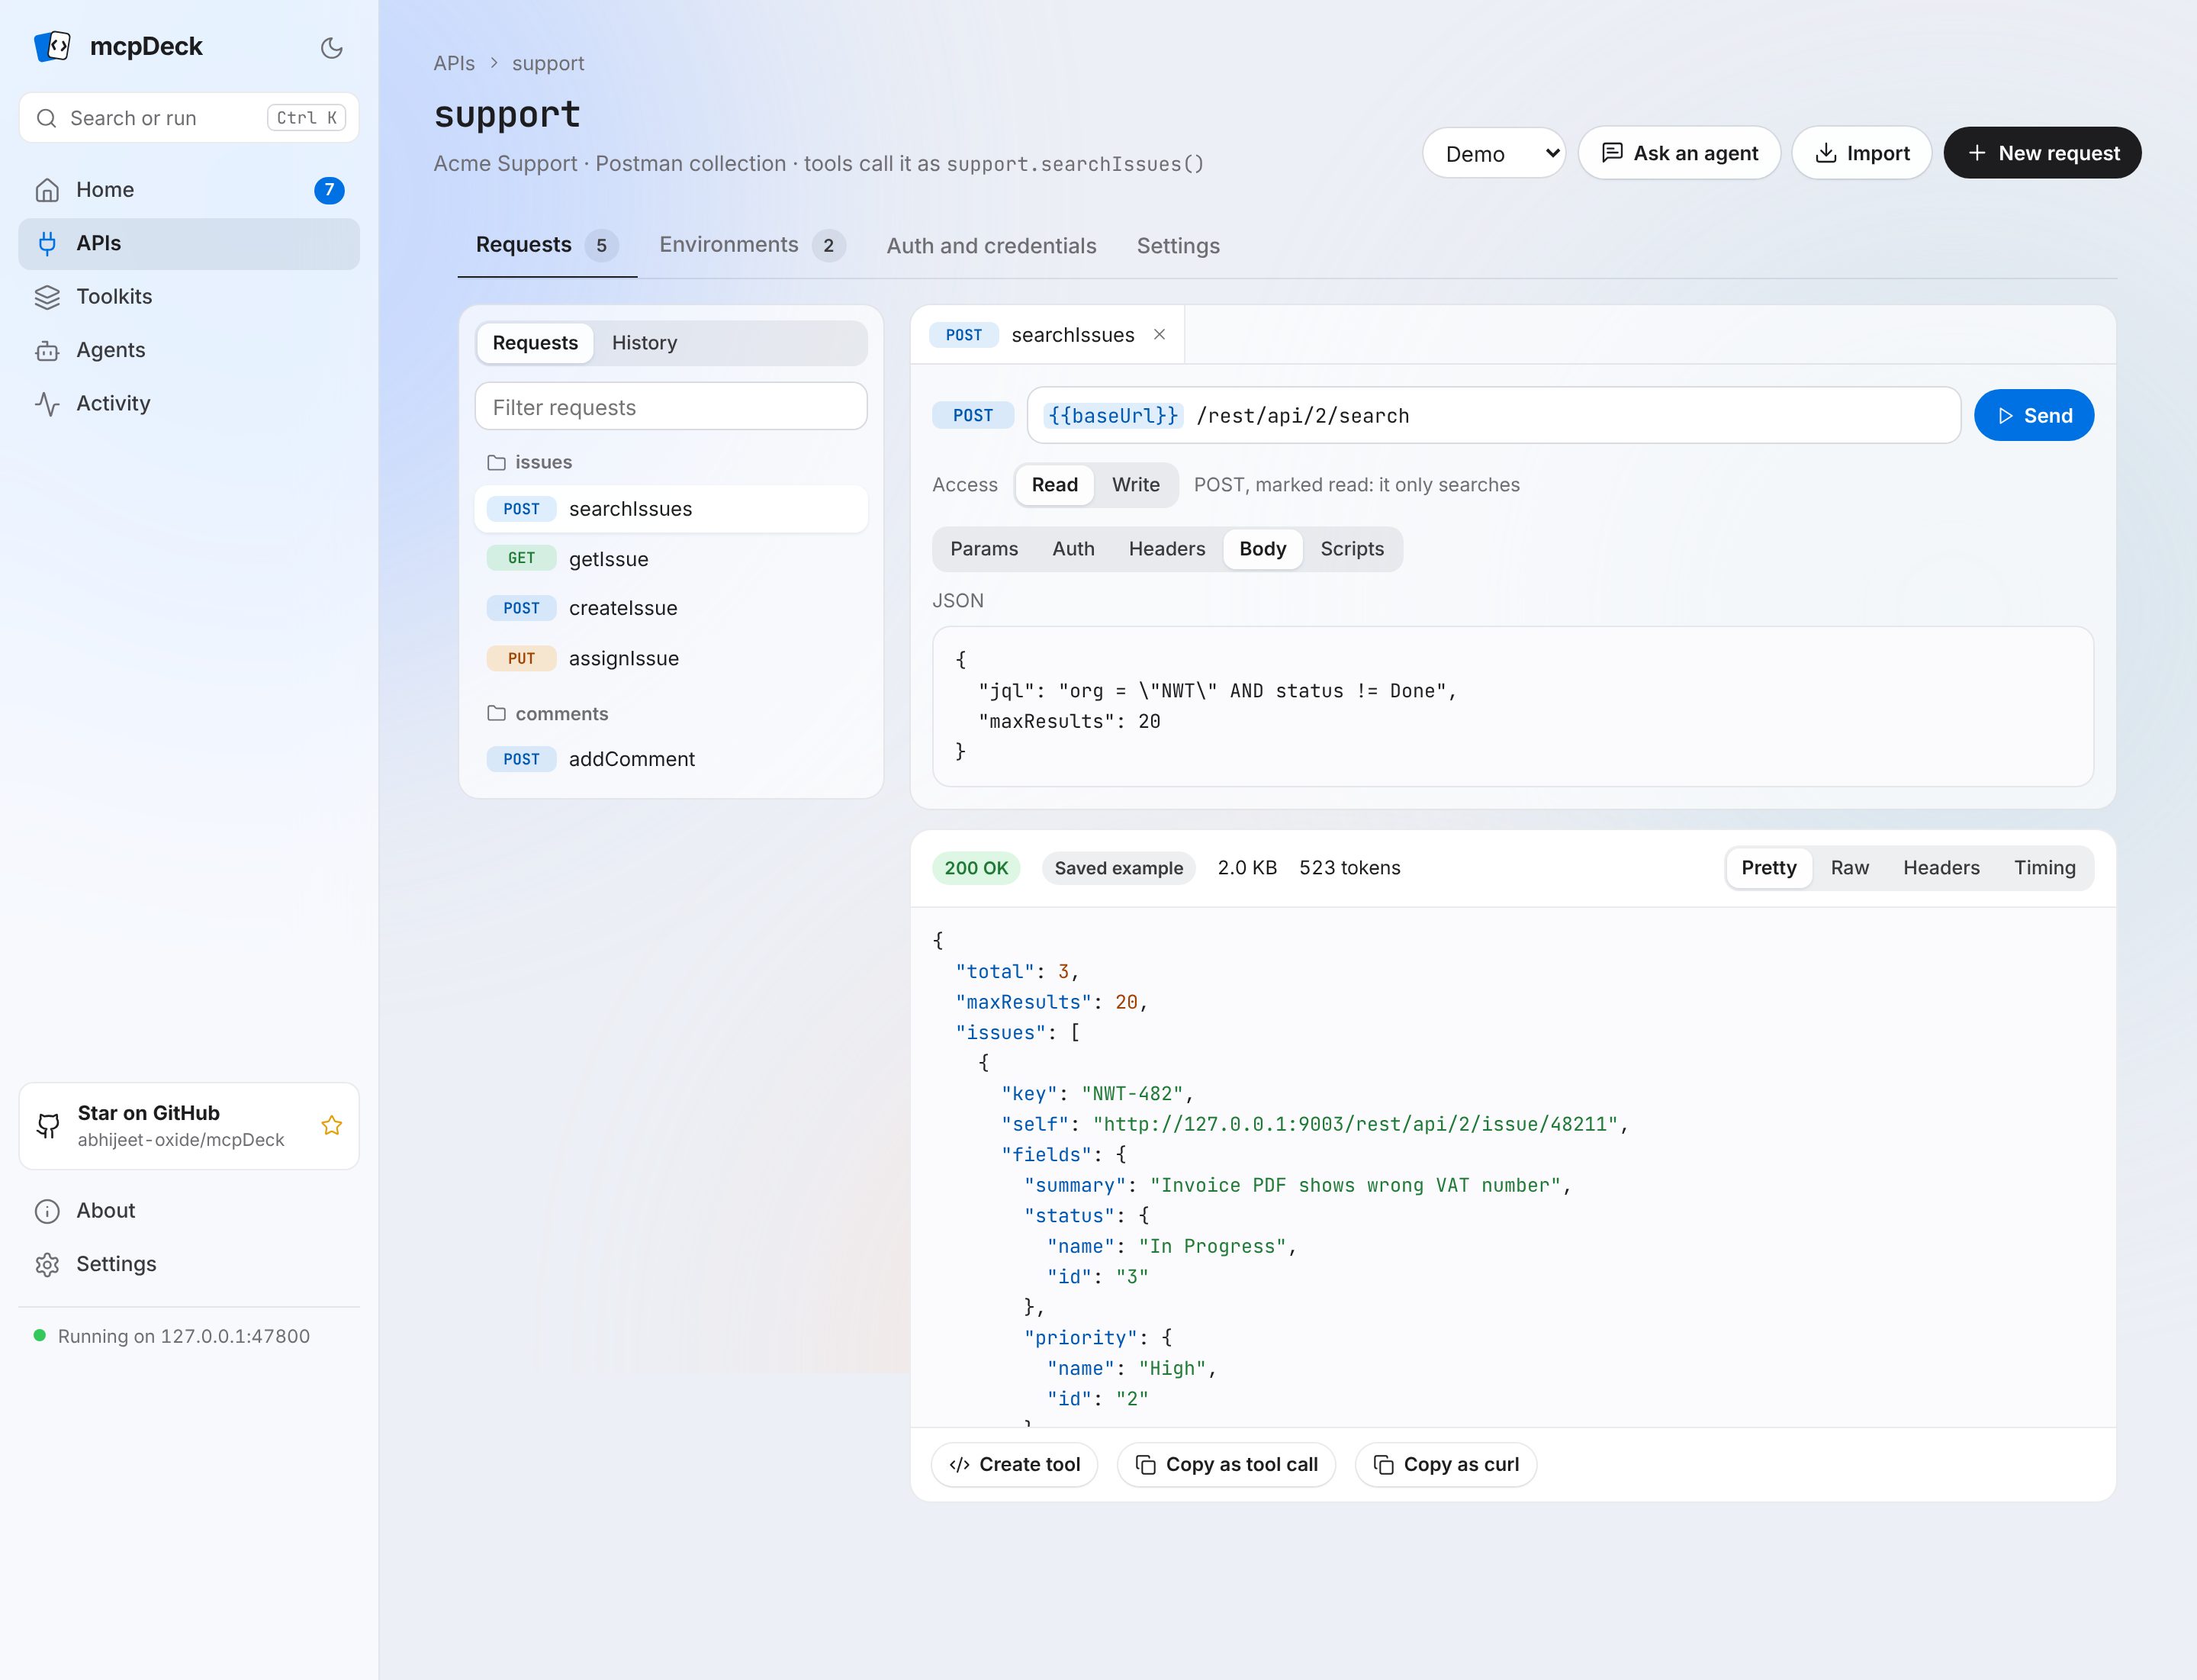 mcpDeck
Search or run
Ctrl K
Home
7
APIs
Toolkits
Agents
Activity
Star on GitHub
abhijeet-oxide/mcpDeck
About
Settings
Running on 127.0.0.1:47800
APIs > support
support
Acme Support · Postman collection · tools call it as support.searchIssues()
Demo
Ask an agent
Import
New request
Requests 5
Environments 2
Auth and credentials
Settings
Requests
History
Filter requests
issues
POST searchIssues
GET getIssue
POST createIssue
PUT assignIssue
comments
POST addComment
POST searchIssues
POST
{{baseUrl}} /rest/api/2/search
Send
Access
Read
Write
POST, marked read: it only searches
Params
Auth
Headers
Body
Scripts
JSON
{
  "jql": "org = \"NWT\" AND status != Done",
  "maxResults": 20
}
200 OK
Saved example
2.0 KB
523 tokens
Pretty
Raw
Headers
Timing
{
  "total": 3,
  "maxResults": 20,
  "issues": [
    {
      "key": "NWT-482",
      "self": "http://127.0.0.1:9003/rest/api/2/issue/48211",
      "fields": {
        "summary": "Invoice PDF shows wrong VAT number",
        "status": {
          "name": "In Progress",
          "id": "3"
        },
        "priority": {
          "name": "High",
          "id": "2"
        }
Create tool
Copy as tool call
Copy as curl